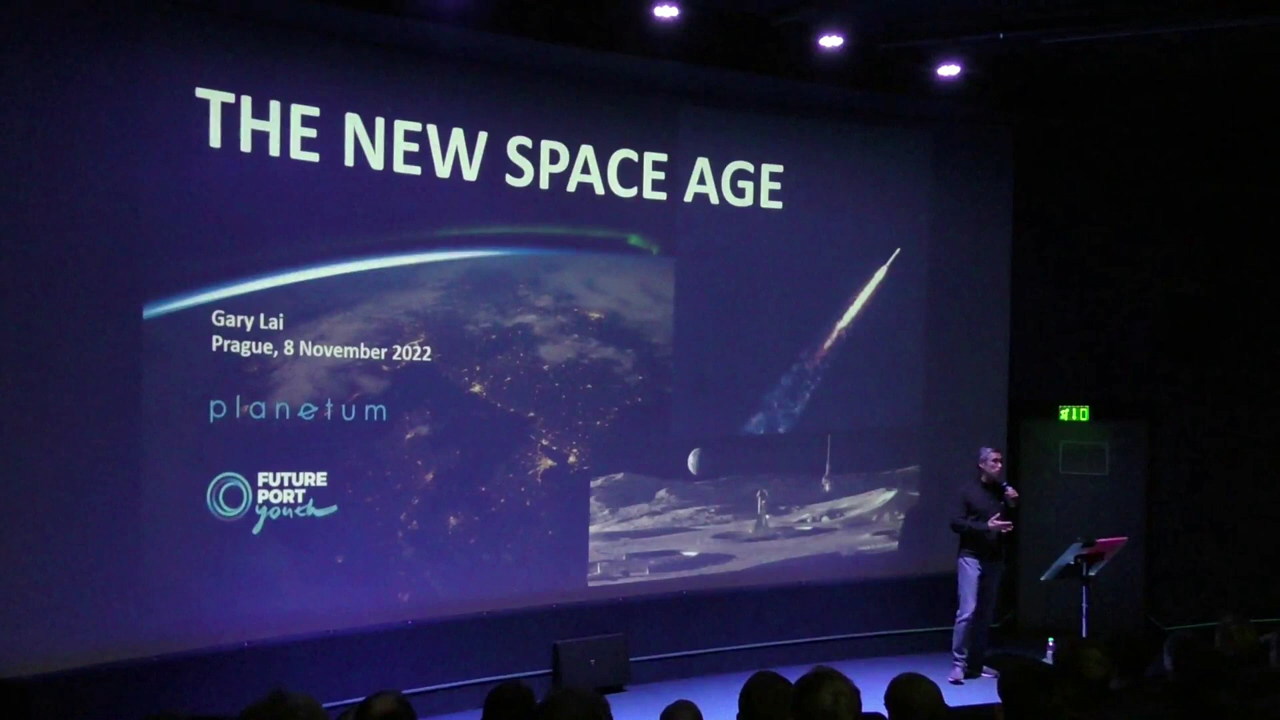 THE NEW SPACE AGE
Gary Lai
Prague, 8 November 2022
planetum
FUTURE
PORT
youth